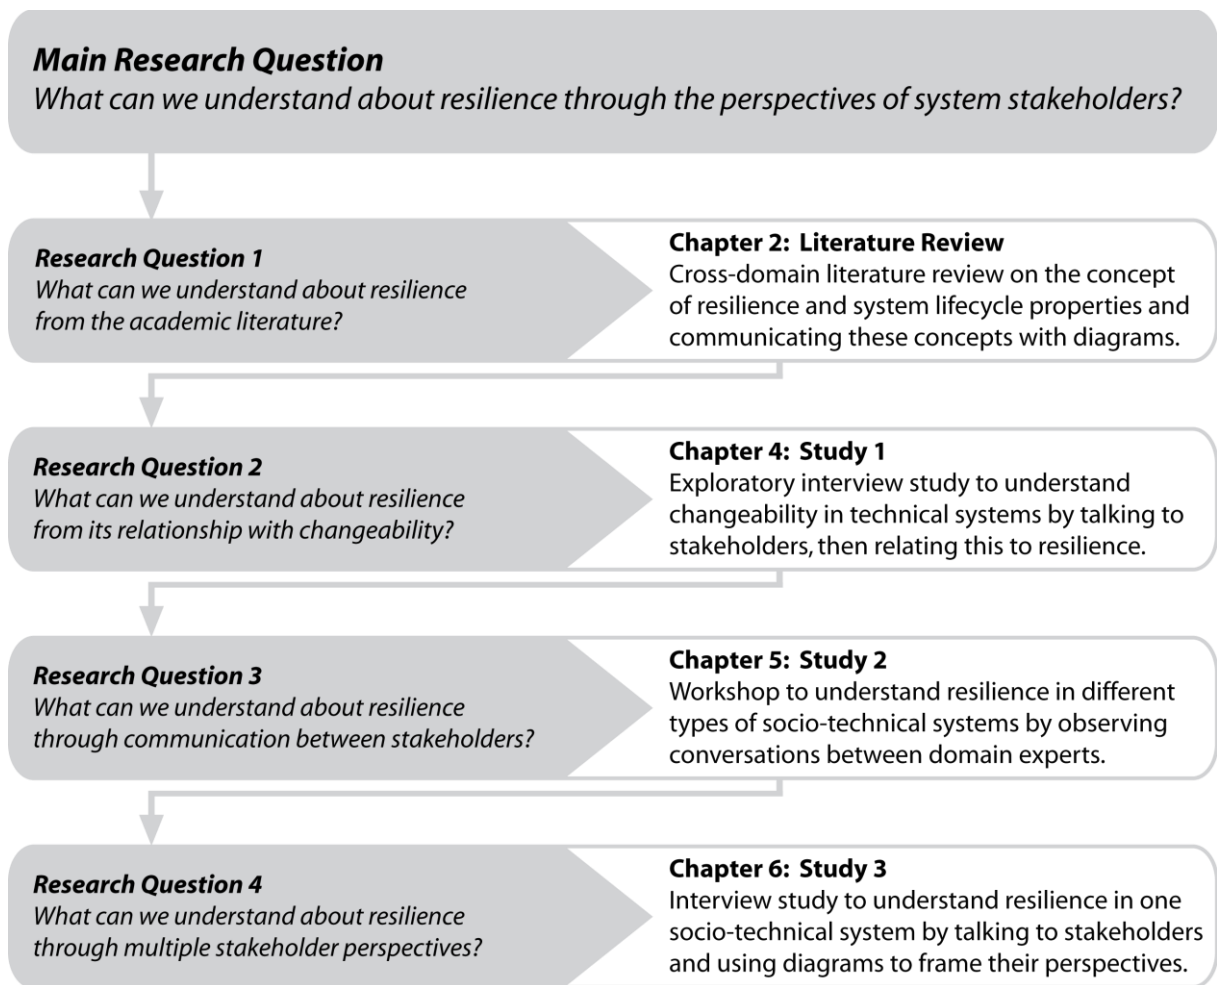 Main Research Question
What can we understand about resilience through the perspectives of system stakeholders?
Research Question 1
What can we understand about resilience
from the academic literature?
Chapter 2: Literature Review
Cross-domain literature review on the concept
of resilience and system lifecycle properties and
communicating these concepts with diagrams.
Research Question 2
What can we understand about resilience
from its relationship with changeability?
Chapter 4: Study 1
Exploratory interview study to understand
changeability in technical systems by talking to
stakeholders, then relating this to resilience.
Research Question 3
What can we understand about resilience
through communication between stakeholders?
Chapter 5: Study 2
Workshop to understand resilience in different
types of socio-technical systems by observing
conversations between domain experts.
Research Question 4
What can we understand about resilience
through multiple stakeholder perspectives?
Chapter 6: Study 3
Interview study to understand resilience in one
socio-technical system by talking to stakeholders
and using diagrams to frame their perspectives.